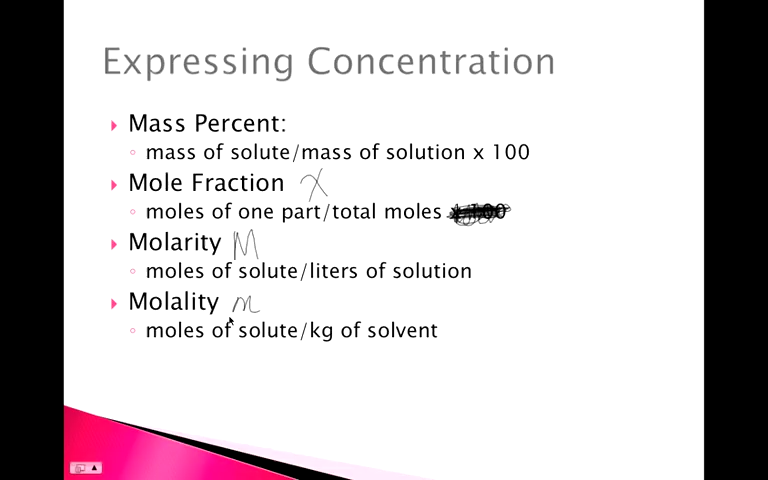 Expressing Concentration
Mass Percent:
mass of solute/mass of solution x 100
Mole Fraction X
moles of one part/total moles
Molarity M
moles of solute/liters of solution
Molality m
moles of solute/kg of solvent